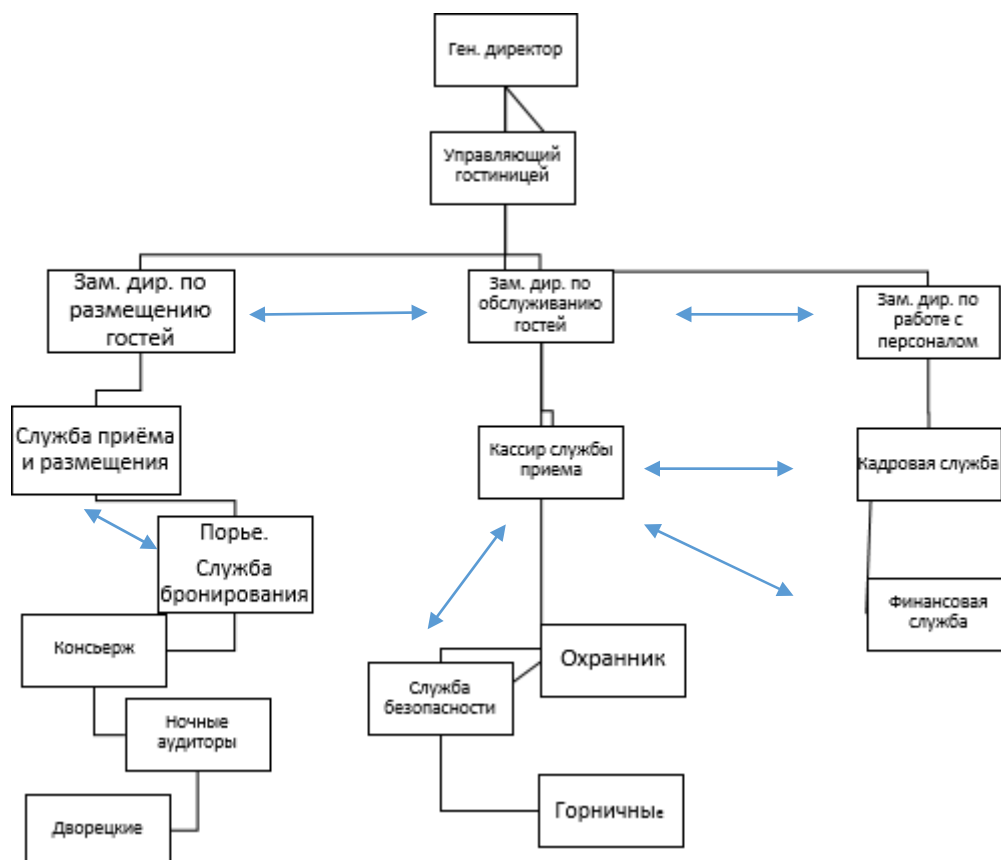 Ген. директор
Управляющий
гостиницей
Зам. дир. по
размещению
гостей
Зам. дир. по
обслуживанию
гостей
Зам. дир. по
работе с
персоналом
Служба приёма
и размещения
Кассир службы
приема
Кадровая служба
Порье.
Служба
бронирования
Финансовая
служба
Консьерж
Охранник
Служба
безопасности
Ночные
аудиторы
Горничные
Дворецкие